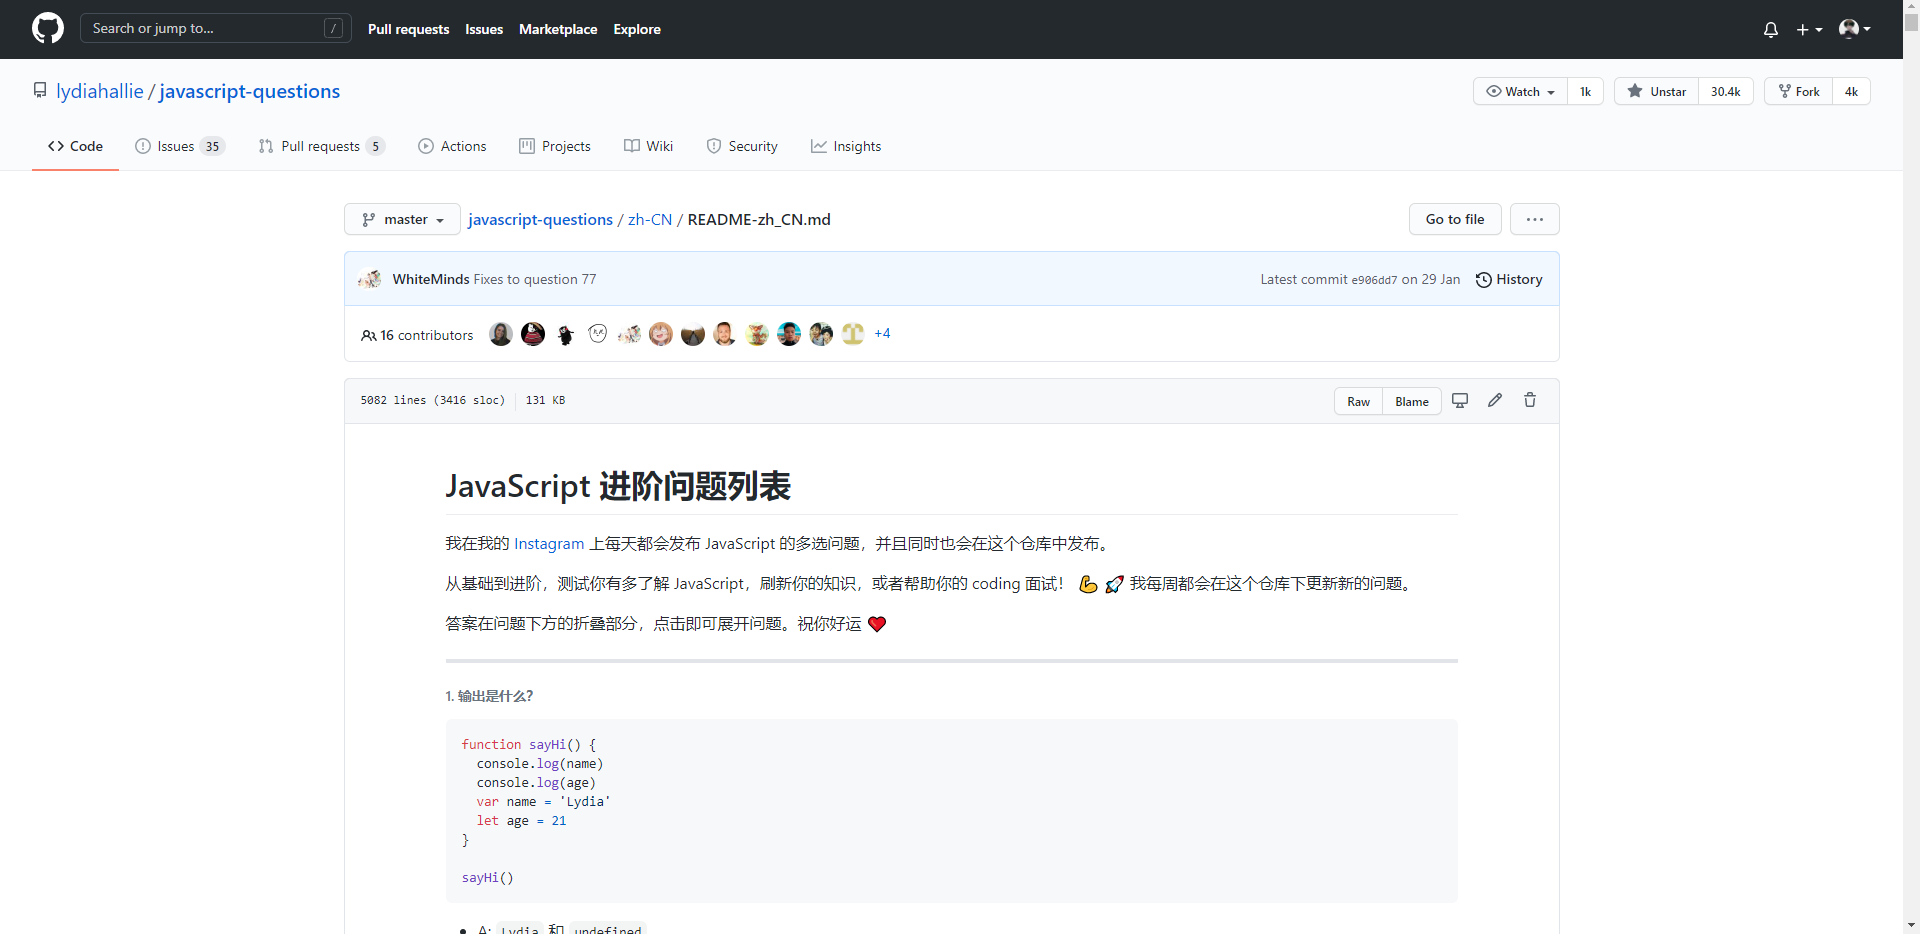 Search or jump to... /
Pull requests Issues Marketplace Explore
lydiahallie / javascript-questions
Watch 1k Unstar 30.4k Fork 4k
Code Issues 35 Pull requests 5 Actions Projects Wiki Security Insights
master javascript-questions / zh-CN / README-zh_CN.md Go to file ...
WhiteMinds Fixes to question 77 Latest commit e906dd7 on 29 Jan History
16 contributors +4
5082 lines (3416 sloc) 131 KB Raw Blame
JavaScript 进阶问题列表
我在我的 Instagram 上每天都会发布 JavaScript 的多选问题，并且同时也会在这个仓库中发布。
从基础到进阶，测试你有多了解 JavaScript，刷新你的知识，或者帮助你的 coding 面试！ 💪 🚀 我每周都会在这个仓库下更新新的问题。
答案在问题下方的折叠部分，点击即可展开问题。祝你好运 ❤️
1. 输出是什么？
function sayHi() {
  console.log(name)
  console.log(age)
  var name = 'Lydia'
  let age = 21
}
sayHi()
• A: Lydia 和 undefined